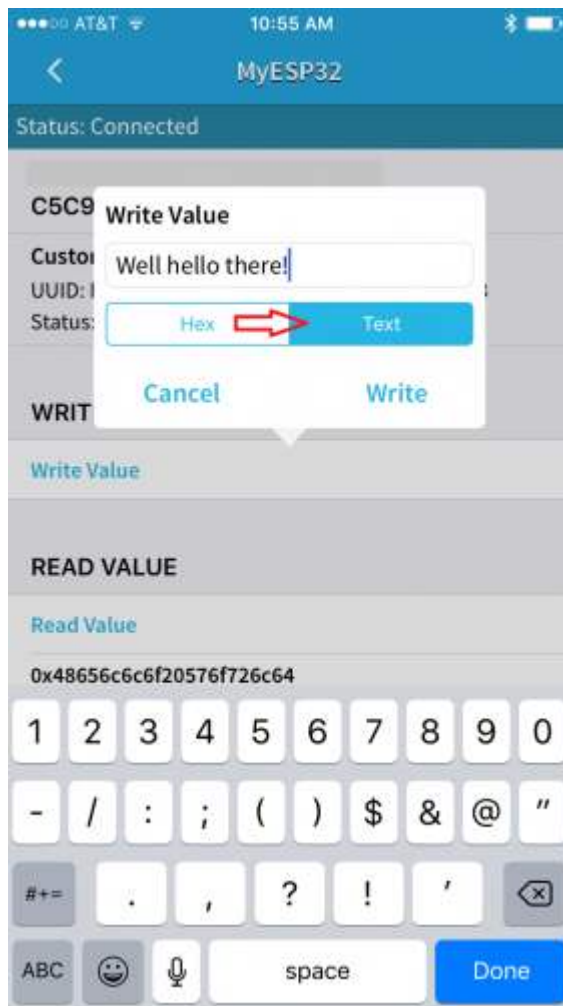 AT&T 10:55 AM
MyESP32
Status: Connected
C5C9
Write Value
Well hello there!
Custo
UUID:
Status:
Hex Text
Cancel Write
WRIT
Write Value
READ VALUE
Read Value
0x48656c6c6f20576f726c64
1 2 3 4 5 6 7 8 9 0
- / : ; ( ) $ & @ "
#+= . , ? ! '
ABC space Done